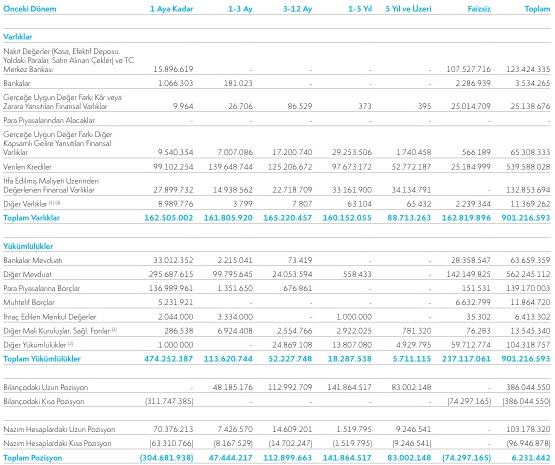 Önceki Dönem 1 Aya Kadar 1-3 Ay 3-12 Ay 1-5 Yıl 5 Yıl ve Üzeri Faizsiz Toplam
Varlıklar
Nakit Değerler (Kasa, Efektif Deposu,
Yoldaki Paralar, Satın Alınan Çekler) ve TC
Merkez Bankası 15.896.619 - - - - 107.527.716 123.424.335
Bankalar 1.066.303 181.023 - - - 2.286.939 3.534.265
Gerçeğe Uygun Değer Farkı Kâr veya
Zarara Yansıtılan Finansal Varlıklar 9.964 26.706 86.529 373 395 25.014.709 25.138.676
Para Piyasalarından Alacaklar - - - - - - -
Gerçeğe Uygun Değer Farkı Diğer
Kapsamlı Gelire Yansıtılan Finansal
Varlıklar 9.540.354 7.007.086 17.200.740 29.253.506 1.740.458 566.189 65.308.333
Verilen Krediler 99.102.254 139.648.744 125.206.672 97.673.172 52.772.187 25.184.999 539.588.028
İtfa Edilmiş Maliyeti Üzerinden
Değerlenen Finansal Varlıklar 27.899.732 14.938.562 22.718.709 33.161.900 34.134.791 - 132.853.694
Diğer Varlıklar 8.989.776 3.799 7.807 63.104 65.432 2.239.344 11.369.262
Toplam Varlıklar 162.505.002 161.805.920 165.220.457 160.152.055 88.713.263 162.819.896 901.216.593
Yükümlülükler
Bankalar Mevduatı 33.012.352 2.215.041 73.419 - - 28.358.547 63.659.359
Diğer Mevduat 295.687.615 99.795.645 24.053.594 558.433 - 142.149.825 562.245.112
Para Piyasalarına Borçlar 136.989.961 1.351.650 676.861 - - 151.531 139.170.003
Muhtelif Borçlar 5.231.921 - - - - 6.632.799 11.864.720
İhraç Edilen Menkul Değerler 2.044.000 3.334.000 - 1.000.000 - 35.302 6.413.302
Diğer Mali Kuruluşlar. Sağl. Fonlar 286.538 6.924.408 2.554.766 2.922.025 781.320 76.283 13.545.340
Diğer Yükümlülükler 1.000.000 - 24.869.108 13.807.080 4.929.795 59.712.774 104.318.757
Toplam Yükümlülükler 474.252.387 113.620.744 52.227.748 18.287.538 5.711.115 237.117.061 901.216.593
Bilançodaki Uzun Pozisyon - 48.185.176 112.992.709 141.864.517 83.002.148 - 386.044.550
Bilançodaki Kısa Pozisyon (311.747.385) - - - - (74.297.165) (386.044.550)
Nazım Hesaplardaki Uzun Pozisyon 70.376.213 7.426.570 14.609.201 1.519.795 9.246.541 - 103.178.320
Nazım Hesaplardaki Kısa Pozisyon (63.310.766) (8.167.529) (14.702.247) (1.519.795) (9.246.541) - (96.946.878)
Toplam Pozisyon (304.681.938) 47.444.217 112.899.663 141.864.517 83.002.148 (74.297.165) 6.231.442